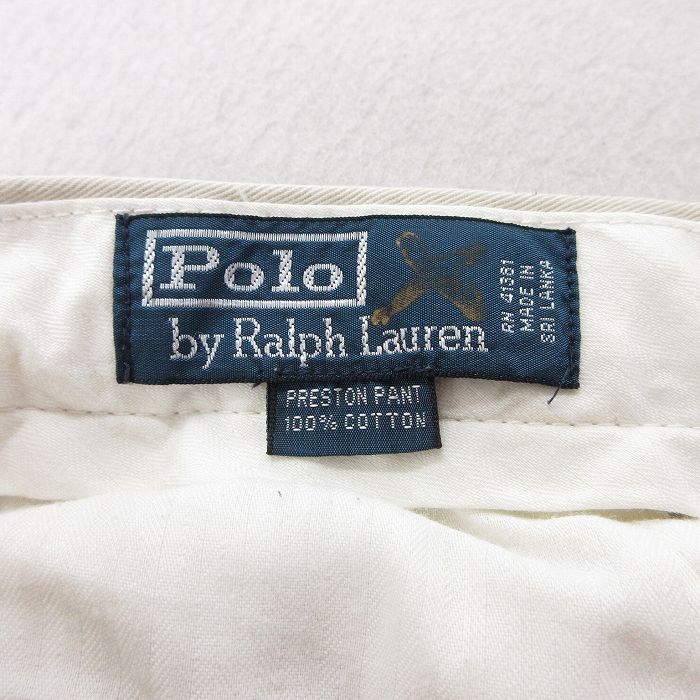 Polo
by Ralph Lauren
RN 41381
MADE IN
SRI LANKA
PRESTON PANT
100% COTTON